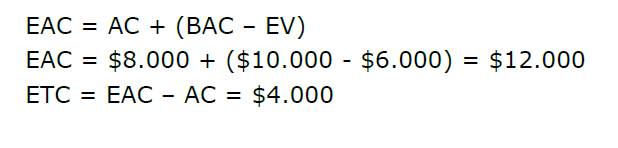 EAC = AC + (BAC – EV)
EAC = $8.000 + ($10.000 - $6.000) = $12.000
ETC = EAC – AC = $4.000